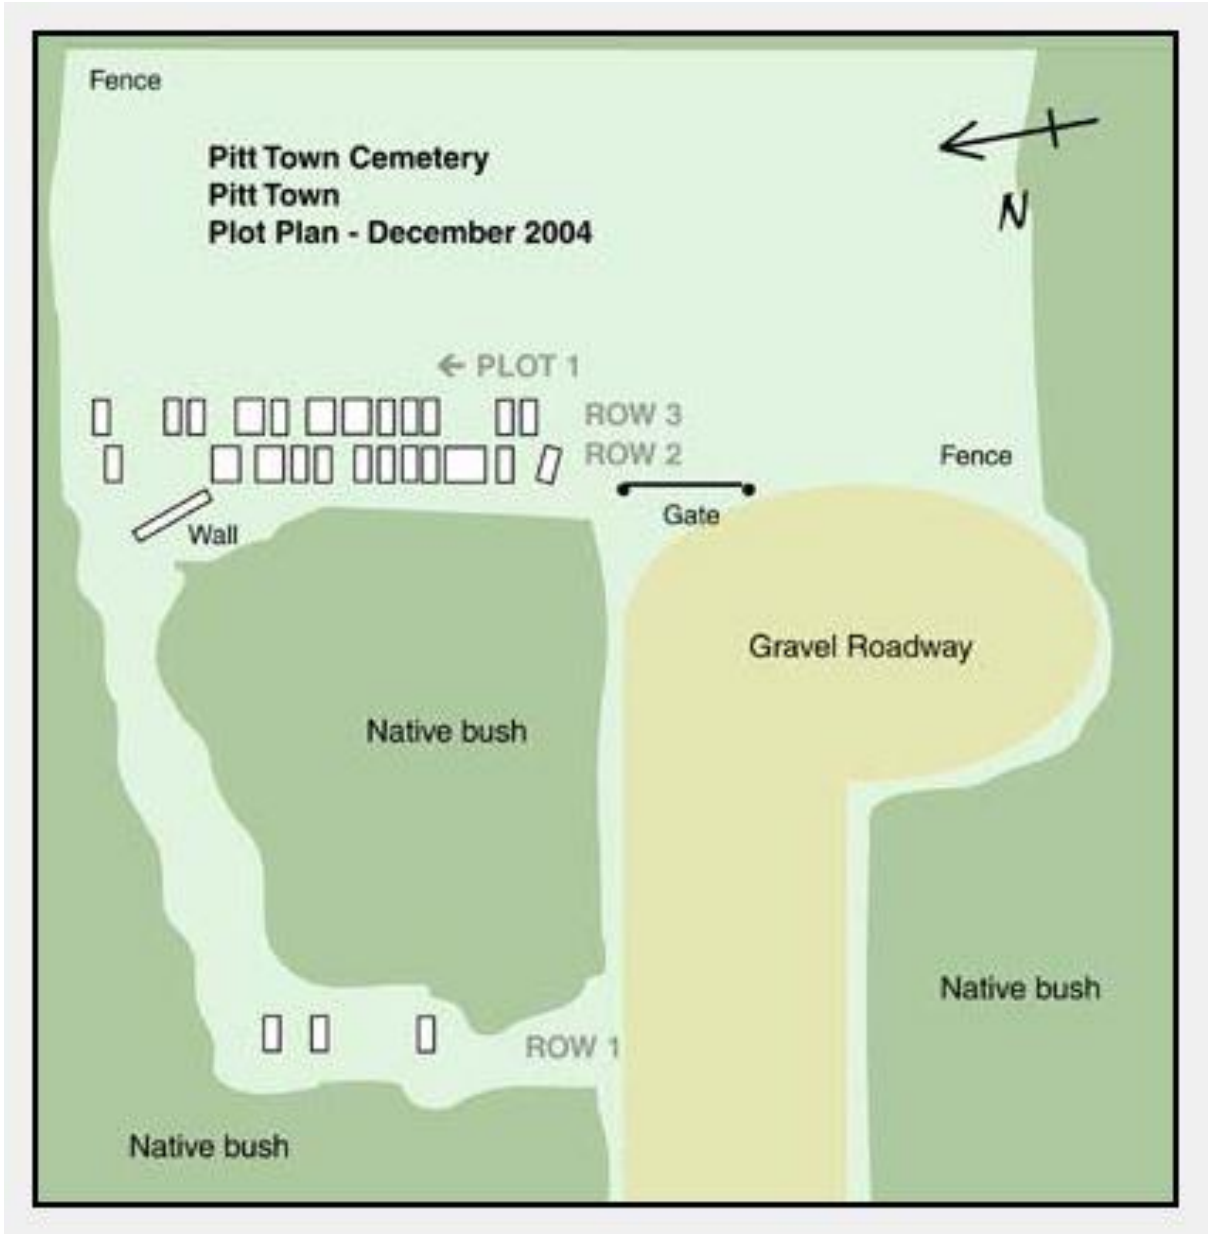 Fence
Pitt Town Cemetery
Pitt Town
Plot Plan - December 2004
N
← PLOT 1
ROW 3
ROW 2
Fence
Gate
Wall
Gravel Roadway
Native bush
Native bush
ROW 1
Native bush